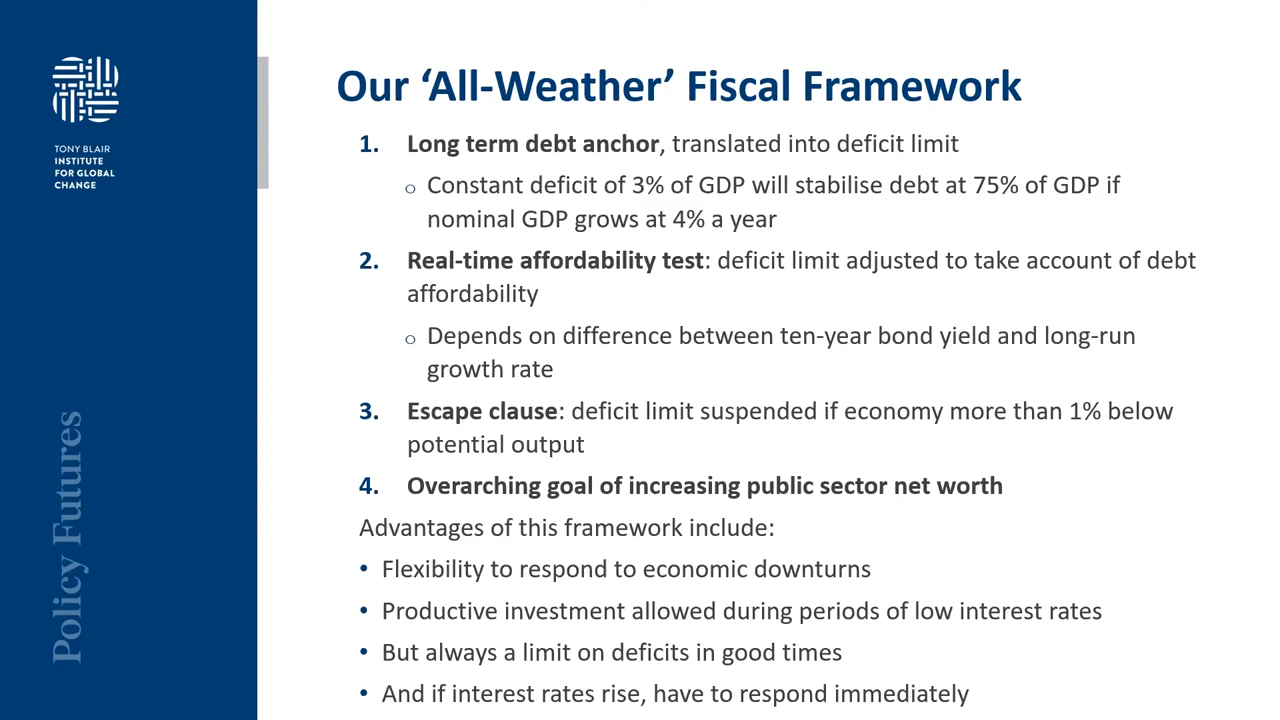 TONY BLAIR
INSTITUTE
FOR GLOBAL
CHANGE
Policy Futures
Our ‘All-Weather’ Fiscal Framework
1. Long term debt anchor, translated into deficit limit
o Constant deficit of 3% of GDP will stabilise debt at 75% of GDP if
nominal GDP grows at 4% a year
2. Real-time affordability test: deficit limit adjusted to take account of debt
affordability
o Depends on difference between ten-year bond yield and long-run
growth rate
3. Escape clause: deficit limit suspended if economy more than 1% below
potential output
4. Overarching goal of increasing public sector net worth
Advantages of this framework include:
• Flexibility to respond to economic downturns
• Productive investment allowed during periods of low interest rates
• But always a limit on deficits in good times
• And if interest rates rise, have to respond immediately